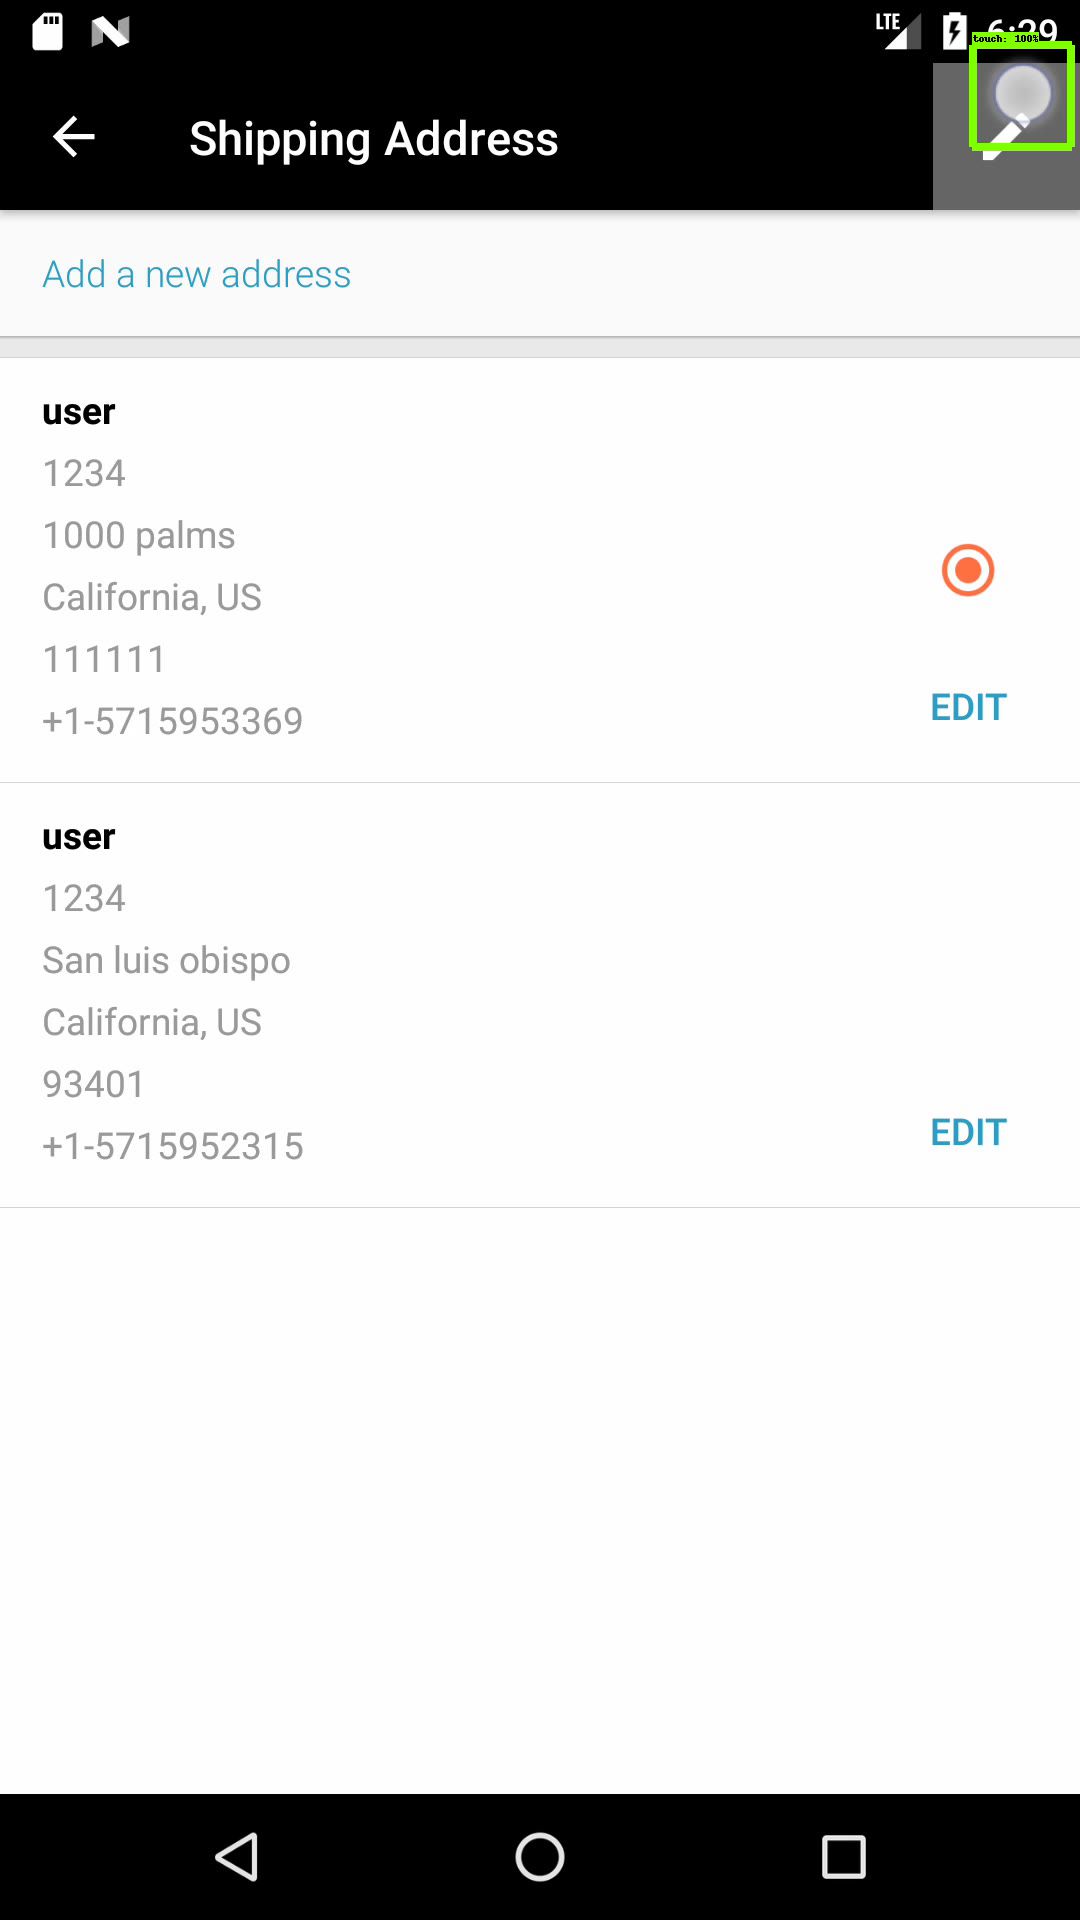 LTE 6:29
touch: 100%
Shipping Address
Add a new address
user
1234
1000 palms
California, US
111111
+1-5715953369
EDIT
user
1234
San luis obispo
California, US
93401
+1-5715952315
EDIT